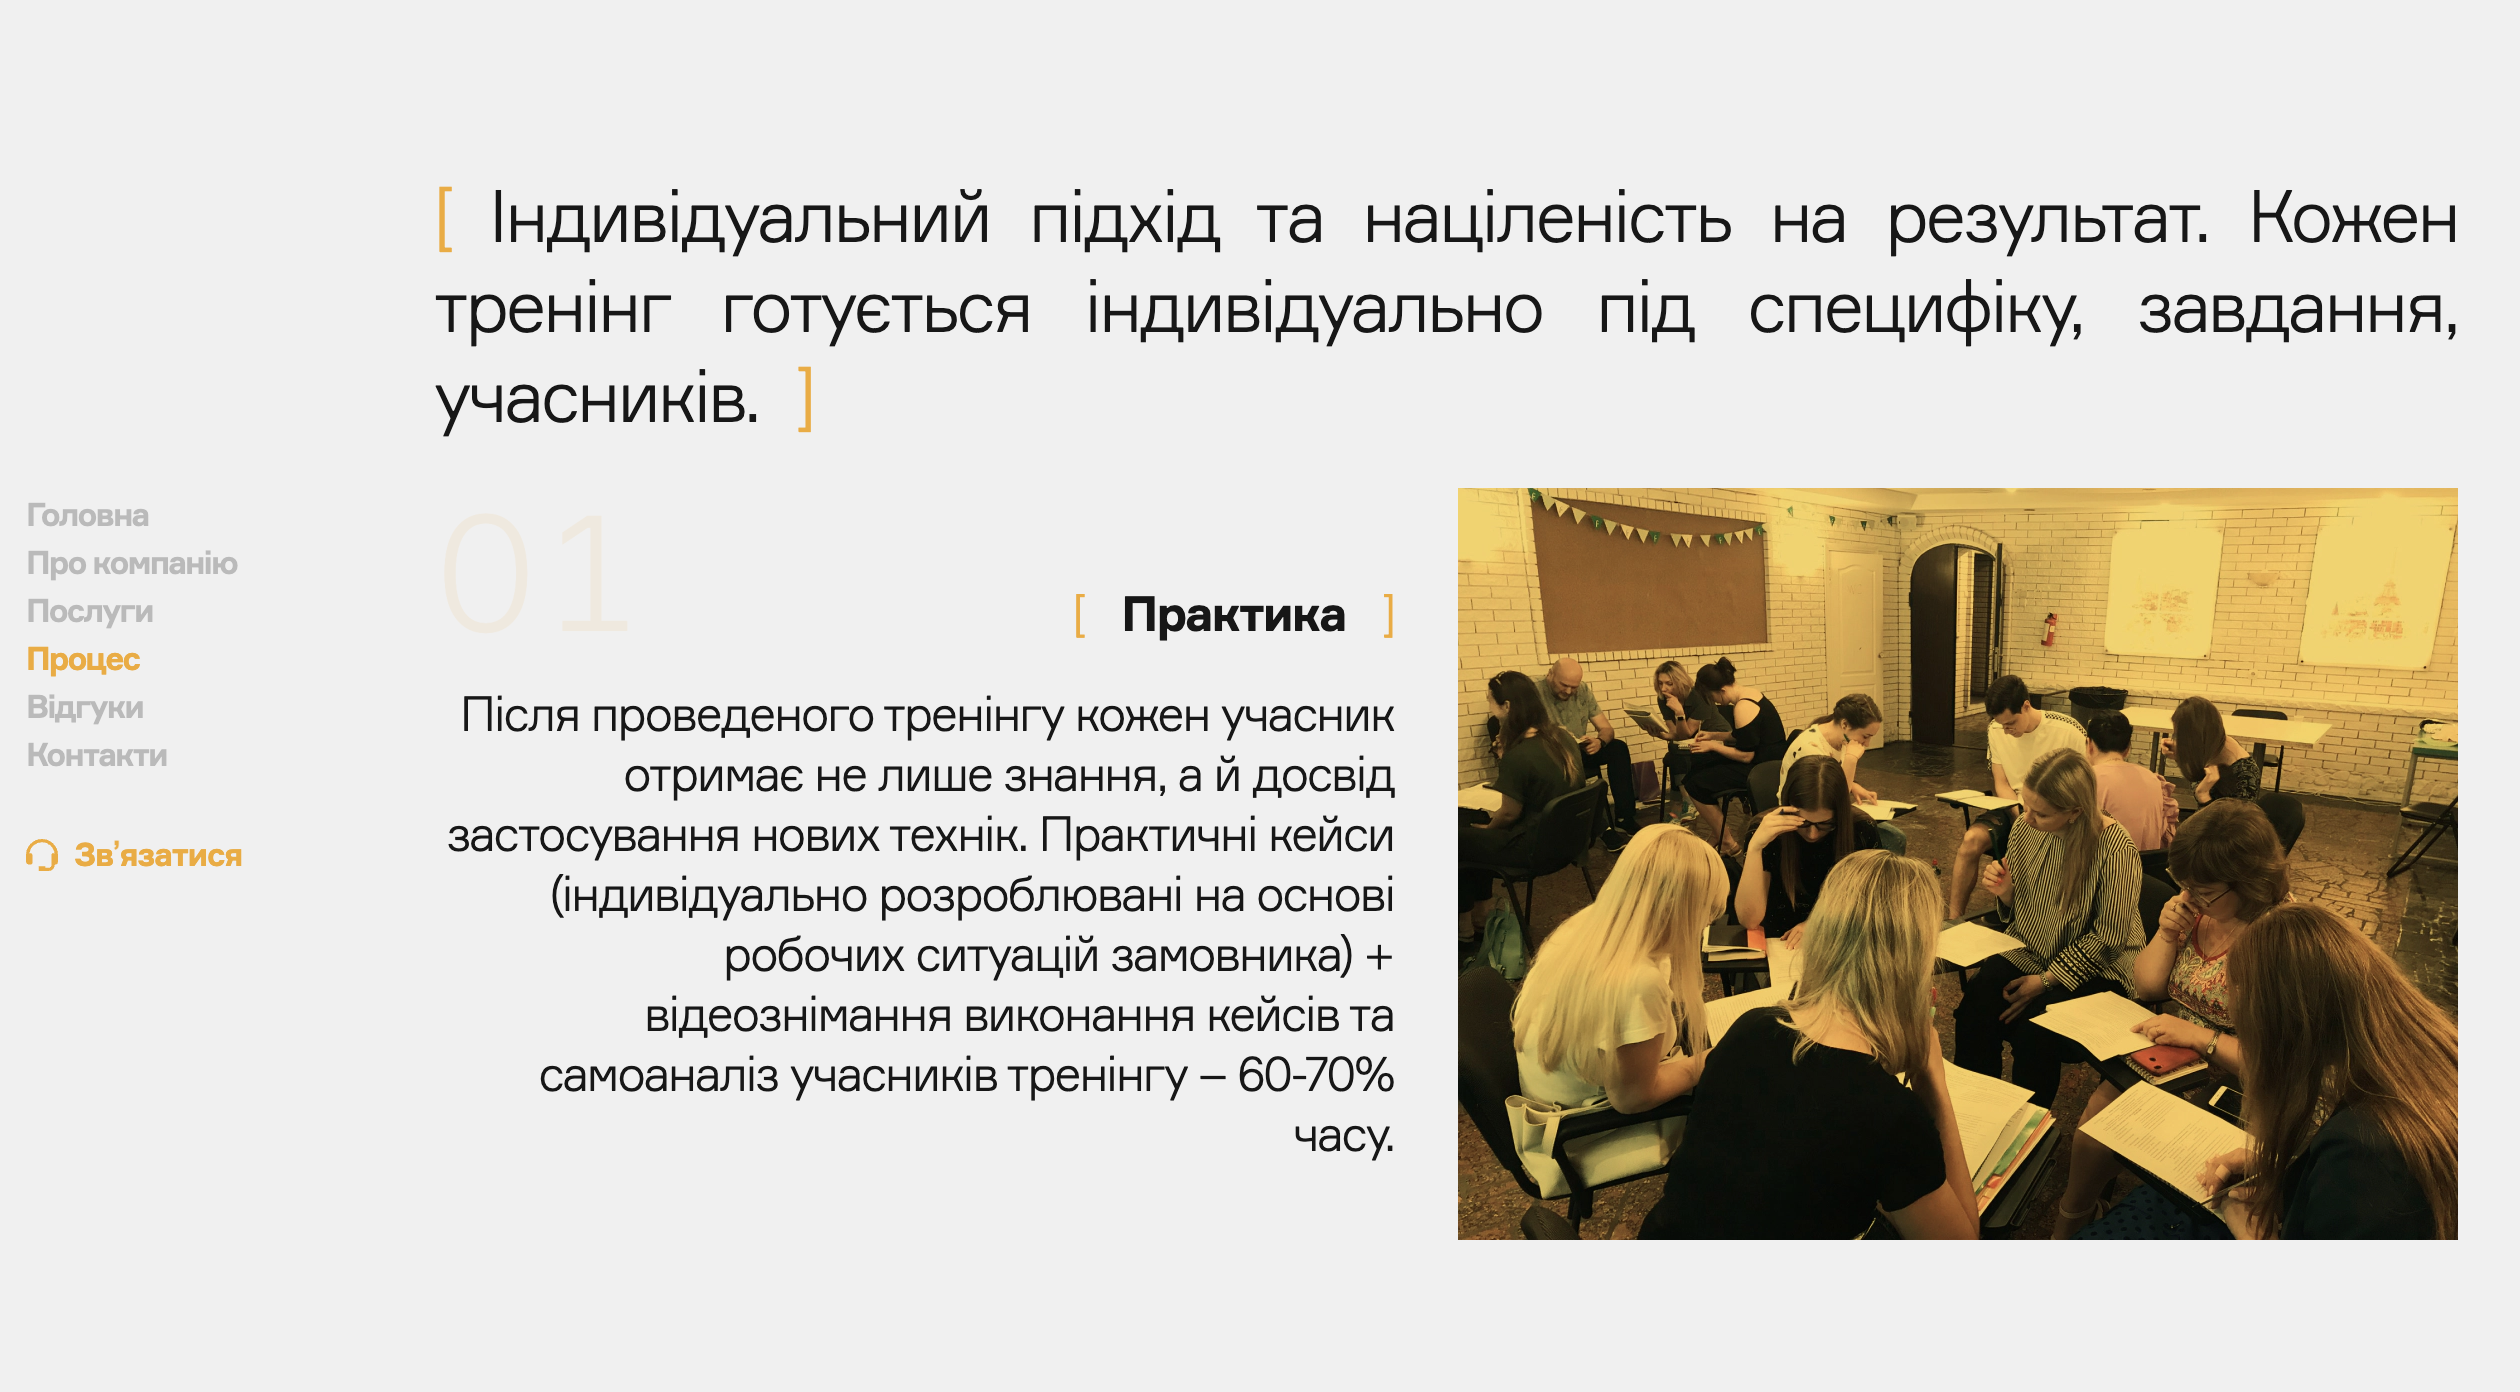 [ Індивідуальний підхід та націленість на результат. Кожен
тренінг готується індивідуально під специфіку, завдання,
учасників. ]
Головна
Про компанію
Послуги
Процес
Відгуки
Контакти
Зв’язатися
01
[ Практика ]
Після проведеного тренінгу кожен учасник
отримає не лише знання, а й досвід
застосування нових технік. Практичні кейси
(індивідуально розроблювані на основі
робочих ситуацій замовника) +
відеознімання виконання кейсів та
самоаналіз учасників тренінгу – 60-70%
часу.